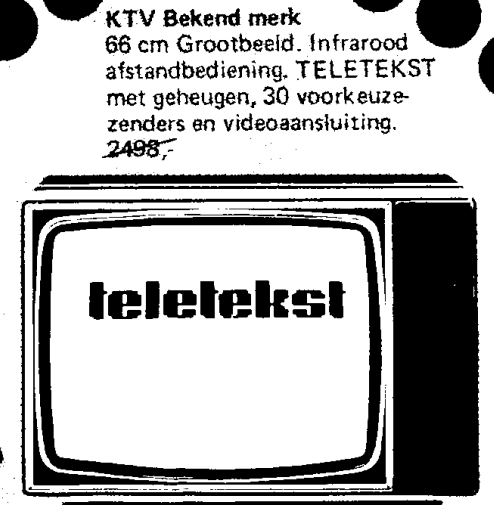 KTV Bekend merk
66 cm Grootbeeld. Infrarood
afstandbediening. TELETEKST
met geheugen, 30 voorkeuze-
zenders en videoaansluiting.
2498,-
teletekst